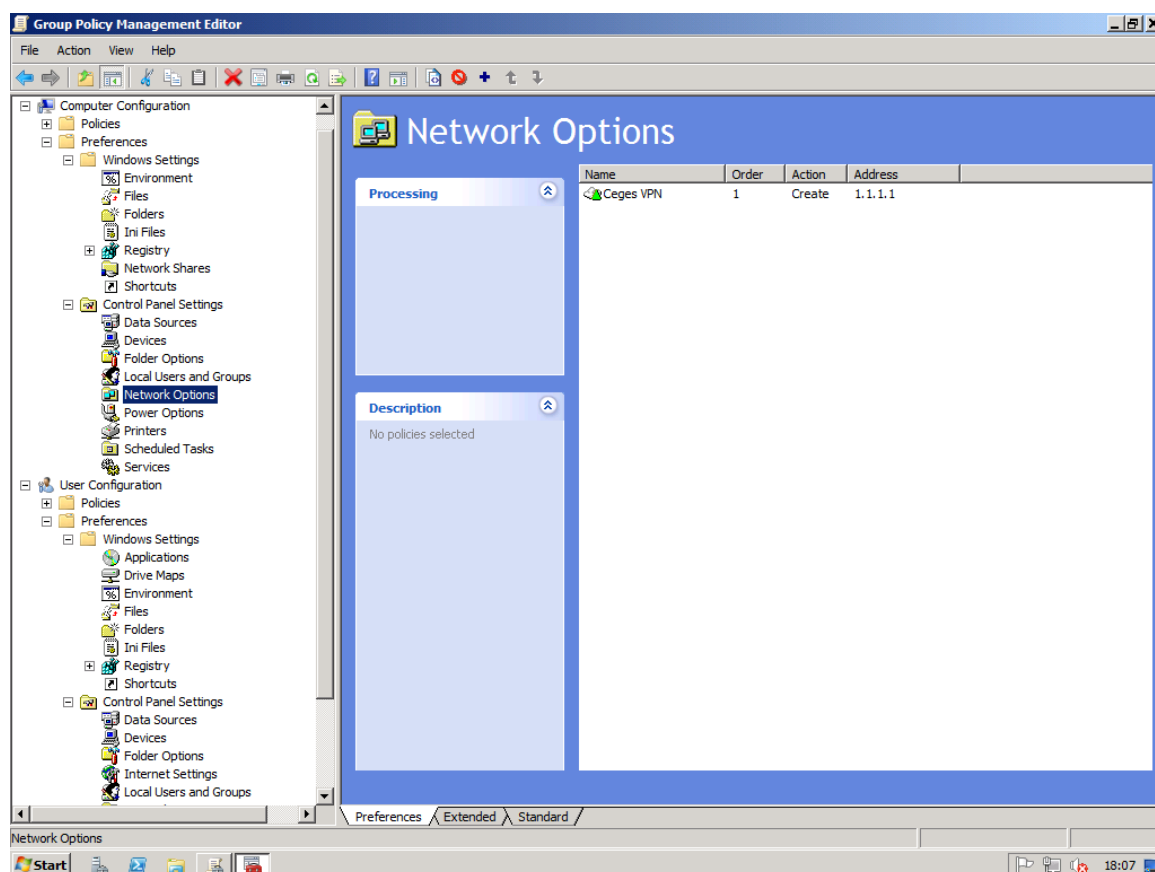 Group Policy Management Editor
File Action View Help
Computer Configuration
Policies
Preferences
Windows Settings
Environment
Files
Folders
Ini Files
Registry
Network Shares
Shortcuts
Control Panel Settings
Data Sources
Devices
Folder Options
Local Users and Groups
Network Options
Power Options
Printers
Scheduled Tasks
Services
User Configuration
Policies
Preferences
Windows Settings
Applications
Drive Maps
Environment
Files
Folders
Ini Files
Registry
Shortcuts
Control Panel Settings
Data Sources
Devices
Folder Options
Internet Settings
Local Users and Groups
Network Options
Processing
Description
No policies selected
Name Order Action Address
Ceges VPN 1 Create 1.1.1.1
Preferences Extended Standard
Network Options
Start 18:07